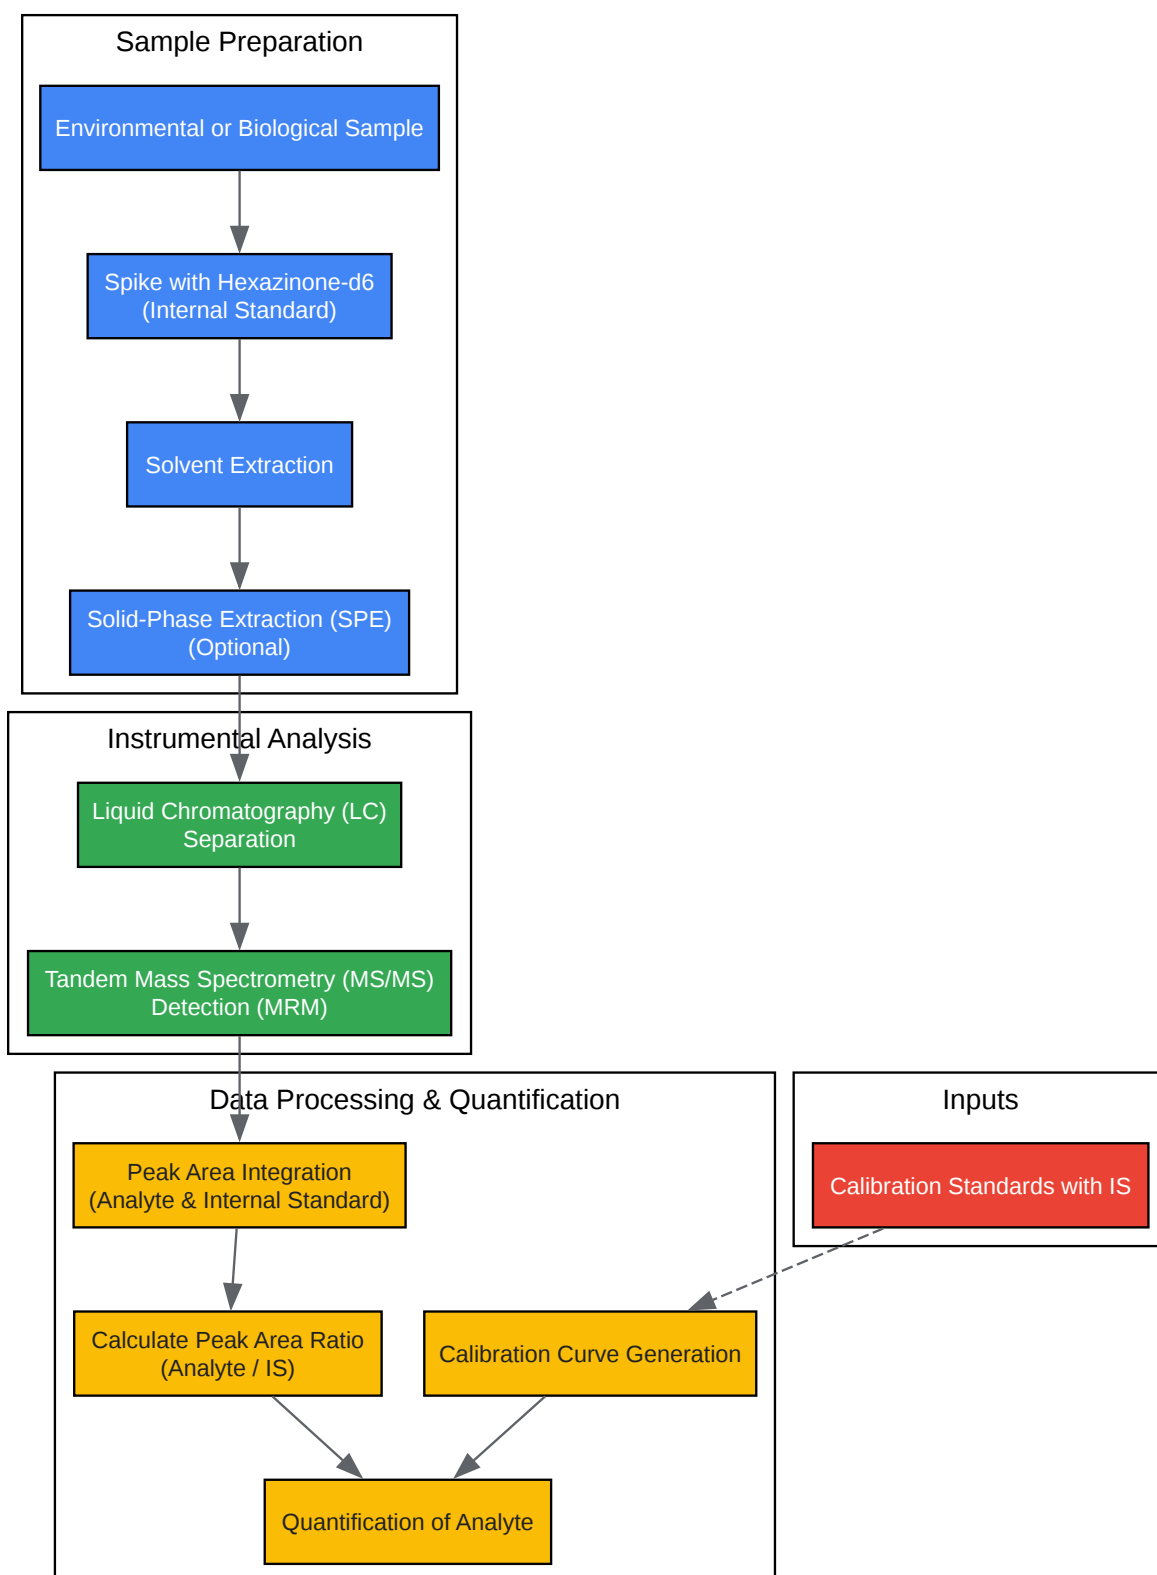 Sample Preparation
Environmental or Biological Sample
Spike with Hexazinone-d6
(Internal Standard)
Solvent Extraction
Solid-Phase Extraction (SPE)
(Optional)
Instrumental Analysis
Liquid Chromatography (LC)
Separation
Tandem Mass Spectrometry (MS/MS)
Detection (MRM)
Data Processing & Quantification
Inputs
Peak Area Integration
(Analyte & Internal Standard)
Calibration Standards with IS
Calculate Peak Area Ratio
(Analyte / IS)
Calibration Curve Generation
Quantification of Analyte